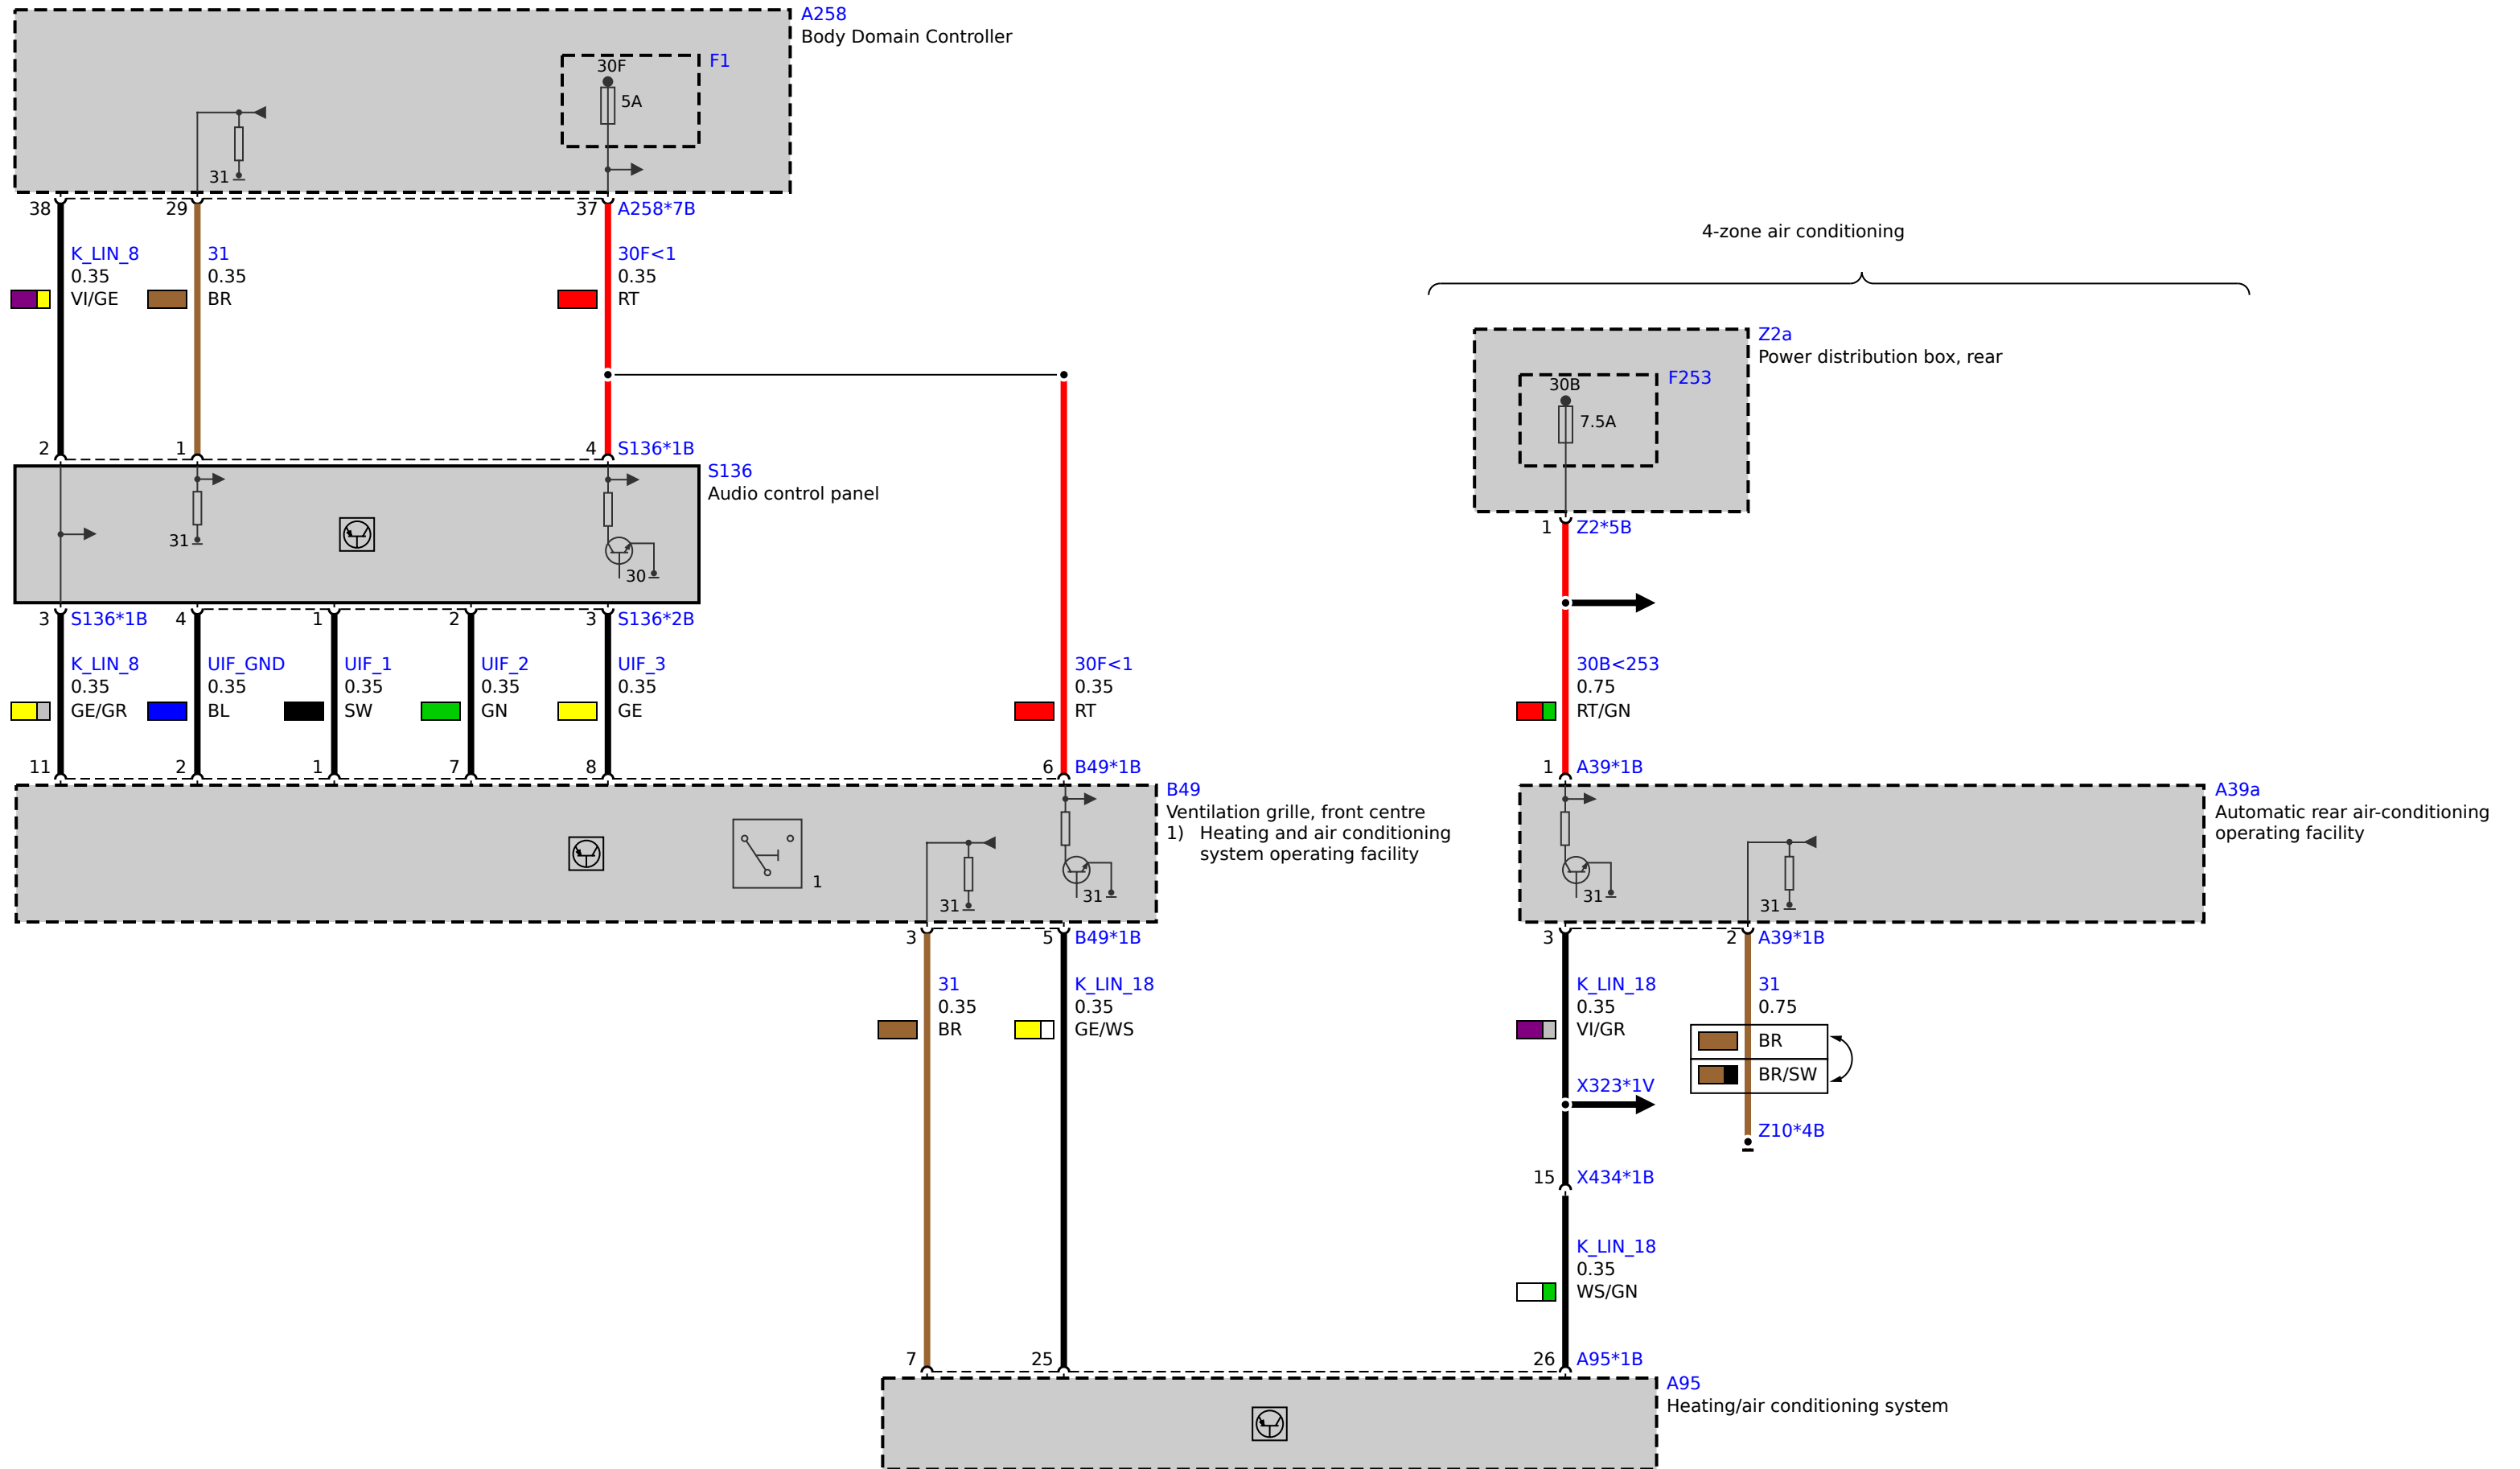 A258
Body Domain Controller
30F
F1
5A
31
38
29
37
A258*7B
K_LIN_8
0.35
VI/GE
31
0.35
BR
30F<1
0.35
RT
4-zone air conditioning
Z2a
Power distribution box, rear
30B
F253
7.5A
2
1
4
S136*1B
S136
Audio control panel
31
30
1
Z2*5B
3
S136*1B
4
1
2
3
S136*2B
K_LIN_8
0.35
GE/GR
UIF_GND
0.35
BL
UIF_1
0.35
SW
UIF_2
0.35
GN
UIF_3
0.35
GE
30F<1
0.35
RT
30B<253
0.75
RT/GN
11
2
1
7
8
6
B49*1B
1
A39*1B
B49
Ventilation grille, front centre
1) Heating and air conditioning
system operating facility
1
31
31
A39a
Automatic rear air-conditioning
operating facility
31
31
3
5
B49*1B
3
2
A39*1B
31
0.35
BR
K_LIN_18
0.35
GE/WS
K_LIN_18
0.35
VI/GR
31
0.75
BR
BR/SW
X323*1V
Z10*4B
15
X434*1B
K_LIN_18
0.35
WS/GN
7
25
26
A95*1B
A95
Heating/air conditioning system